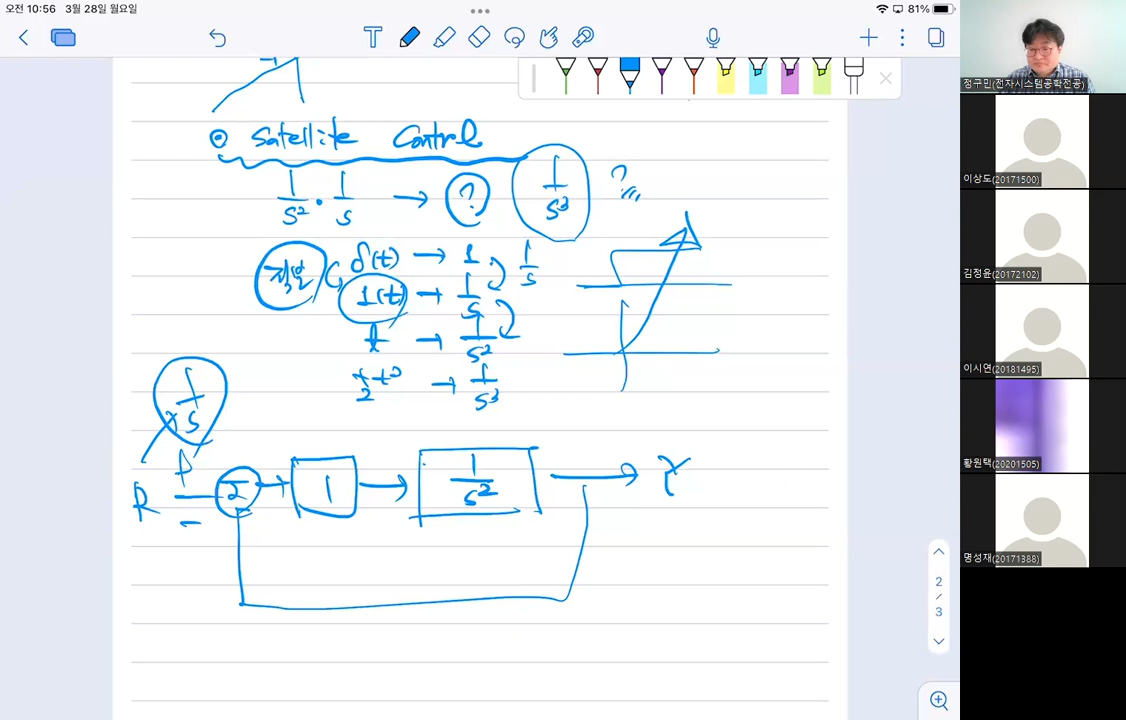 오전 10:56 3월 28일 월요일
81%
정구민(전자시스템공학전공)
이상도(20171500)
김정윤(20172102)
이시연(20181495)
황원택(20201505)
명성재(20171388)
⊙ Satellite Control
1/s² · 1/s → ? 1/s³ ?
적분 δ(t) → 1 1/s
1(t) → 1/s
t → 1/s²
1/2 t² → 1/s³
1/s
R + − Σ → 1 → 1/s² → Y
2
/
3